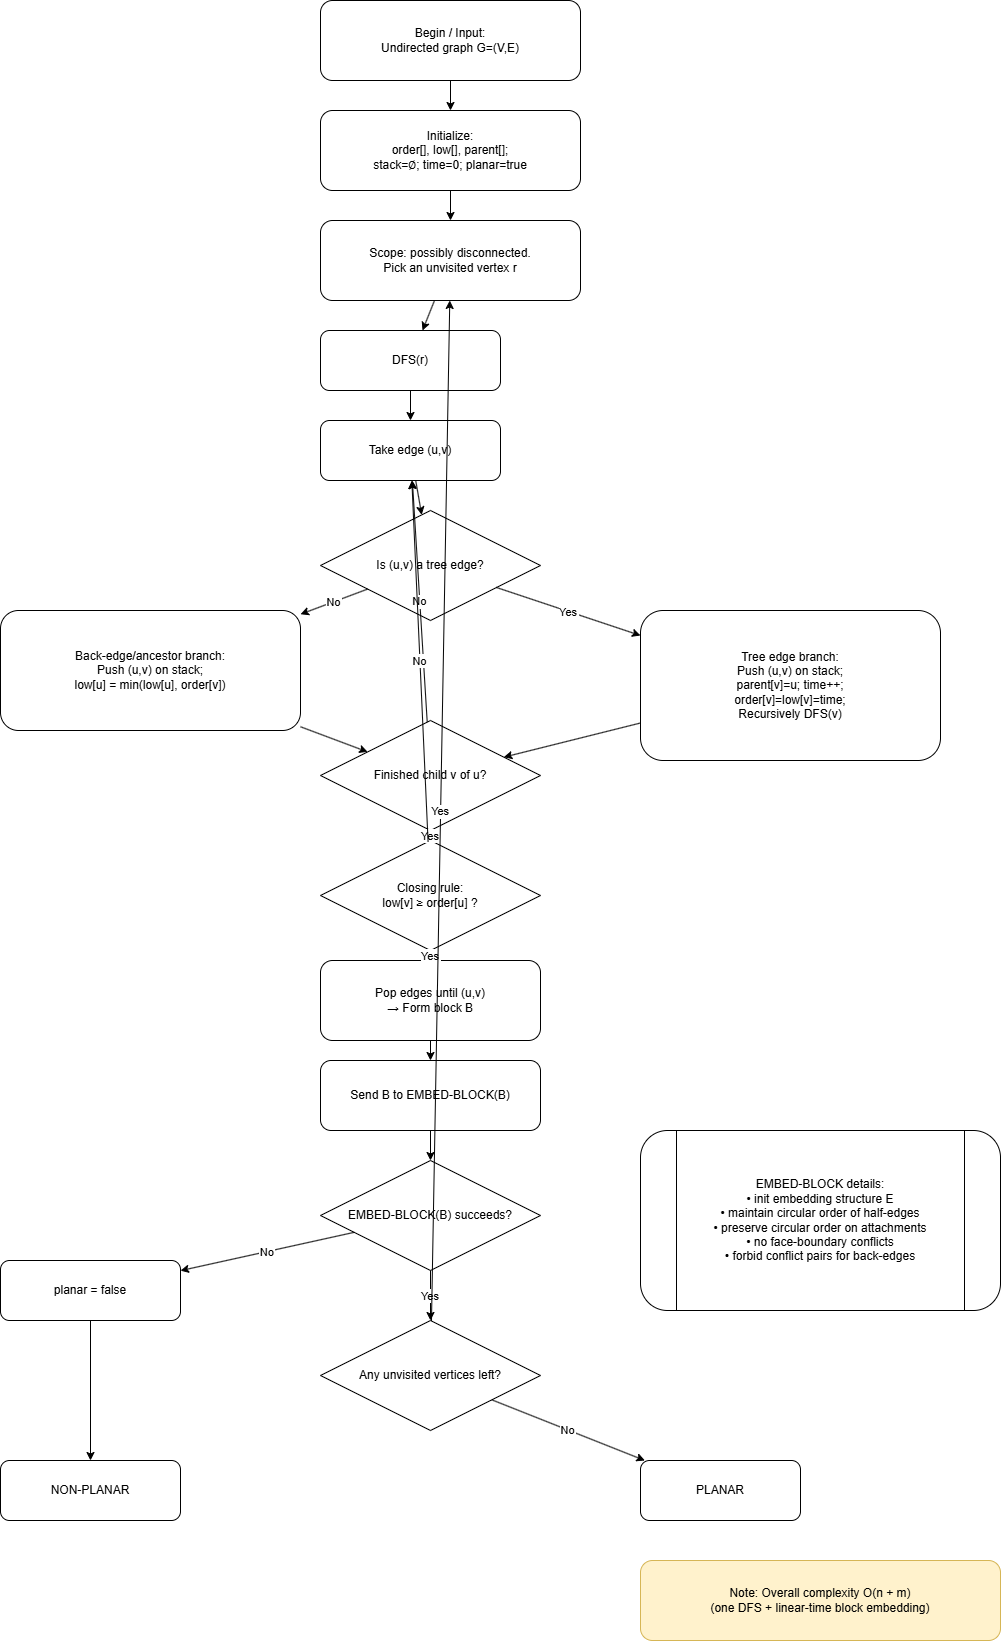 Begin / Input:
Undirected graph G=(V,E)
Initialize:
order[], low[], parent[];
stack=∅; time=0; planar=true
Scope: possibly disconnected.
Pick an unvisited vertex r
DFS(r)
Take edge (u,v)
Is (u,v) a tree edge?
No
No
Yes
Back-edge/ancestor branch:
Push (u,v) on stack;
low[u] = min(low[u], order[v])
Tree edge branch:
Push (u,v) on stack;
parent[v]=u; time++;
order[v]=low[v]=time;
Recursively DFS(v)
No
Finished child v of u?
Yes
Yes
Closing rule:
low[v] ≥ order[u] ?
Yes
Pop edges until (u,v)
→ Form block B
Send B to EMBED-BLOCK(B)
EMBED-BLOCK details:
• init embedding structure E
• maintain circular order of half-edges
• preserve circular order on attachments
• no face-boundary conflicts
• forbid conflict pairs for back-edges
EMBED-BLOCK(B) succeeds?
No
planar = false
Yes
Any unvisited vertices left?
No
NON-PLANAR
PLANAR
Note: Overall complexity O(n + m)
(one DFS + linear-time block embedding)